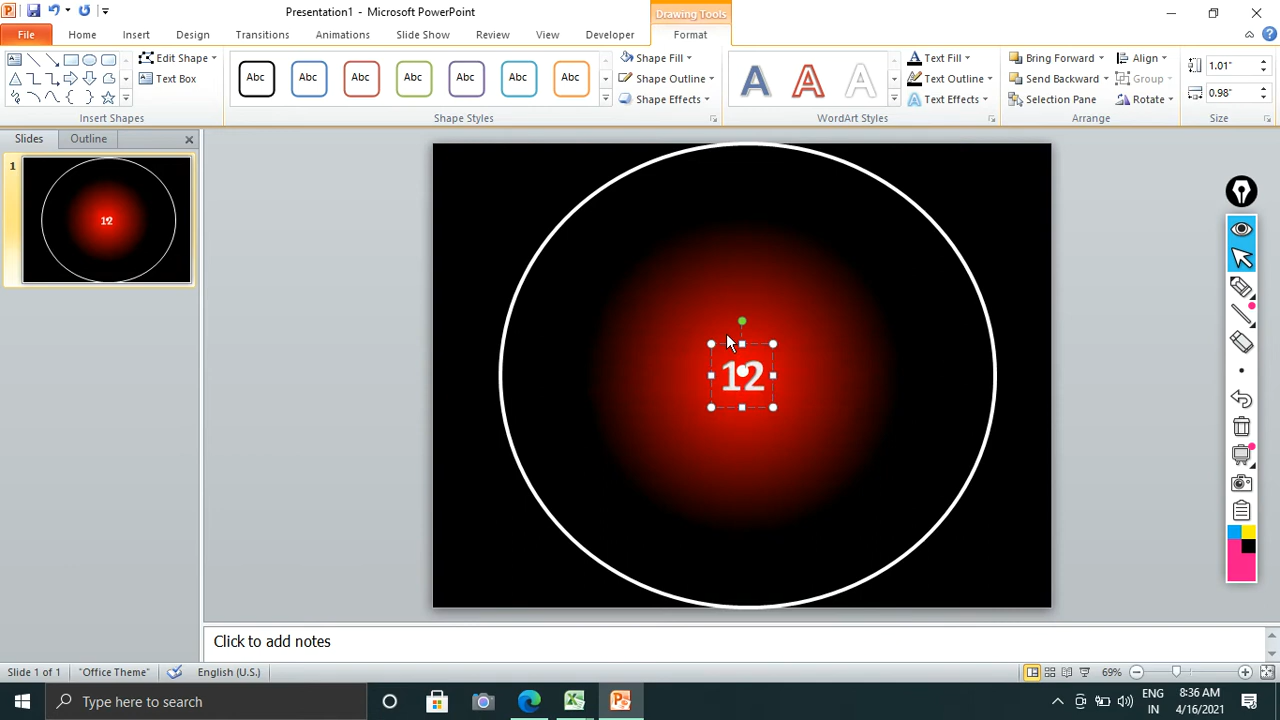 Presentation1 - Microsoft PowerPoint
Drawing Tools
File Home Insert Design Transitions Animations Slide Show Review View Developer Format
Edit Shape
Text Box
Insert Shapes
Abc Abc Abc Abc Abc Abc Abc
Shape Fill
Shape Outline
Shape Effects
Shape Styles
A A A
Text Fill
Text Outline
Text Effects
WordArt Styles
Bring Forward
Send Backward
Selection Pane
Align
Group
Rotate
Arrange
1.01"
0.98"
Size
Slides Outline
1
12
12
Click to add notes
Slide 1 of 1 "Office Theme" English (U.S.) 69%
Type here to search
ENG
IN
8:36 AM
4/16/2021